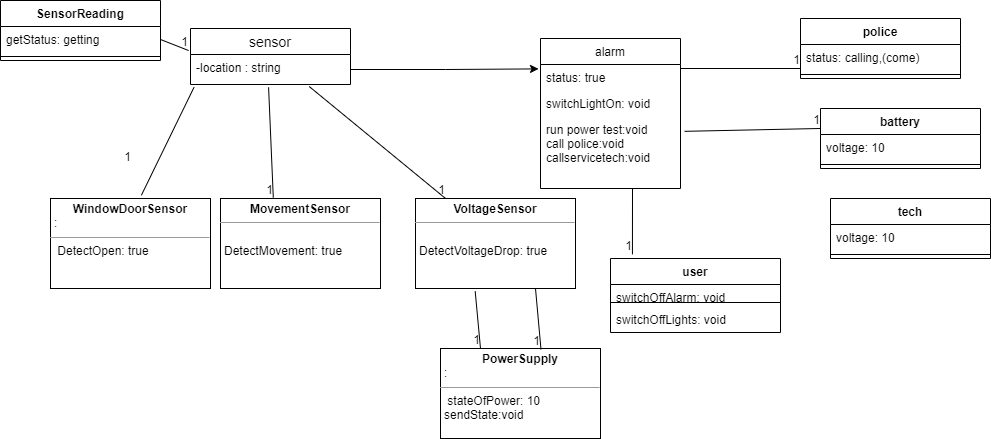 SensorReading
getStatus: getting
1
sensor
-location : string
alarm
status: true
switchLightOn: void
run power test:void
call police:void
callservicetech:void
1
police
status: calling,(come)
1
battery
voltage: 10
tech
voltage: 10
1
WindowDoorSensor
:
DetectOpen: true
1
MovementSensor
DetectMovement: true
1
VoltageSensor
DetectVoltageDrop: true
1
user
switchOffAlarm: void
switchOffLights: void
1
1
PowerSupply
:
stateOfPower: 10
sendState:void